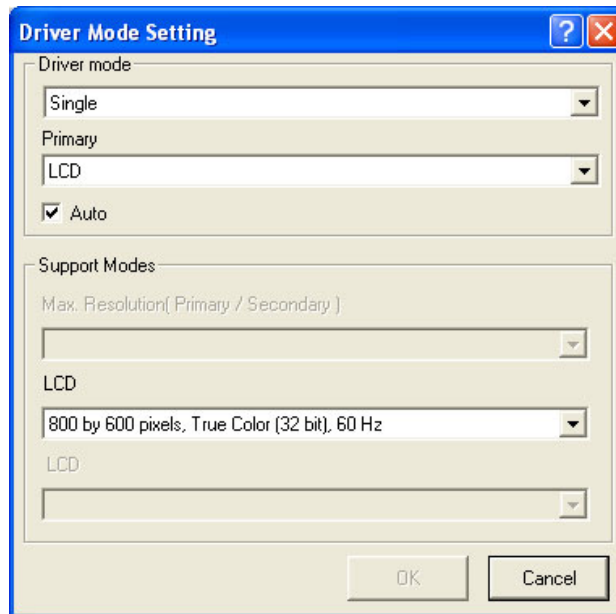 Driver Mode Setting
Driver mode
Single
Primary
LCD
Auto
Support Modes
Max. Resolution( Primary / Secondary )
LCD
800 by 600 pixels, True Color (32 bit), 60 Hz
LCD
OK Cancel